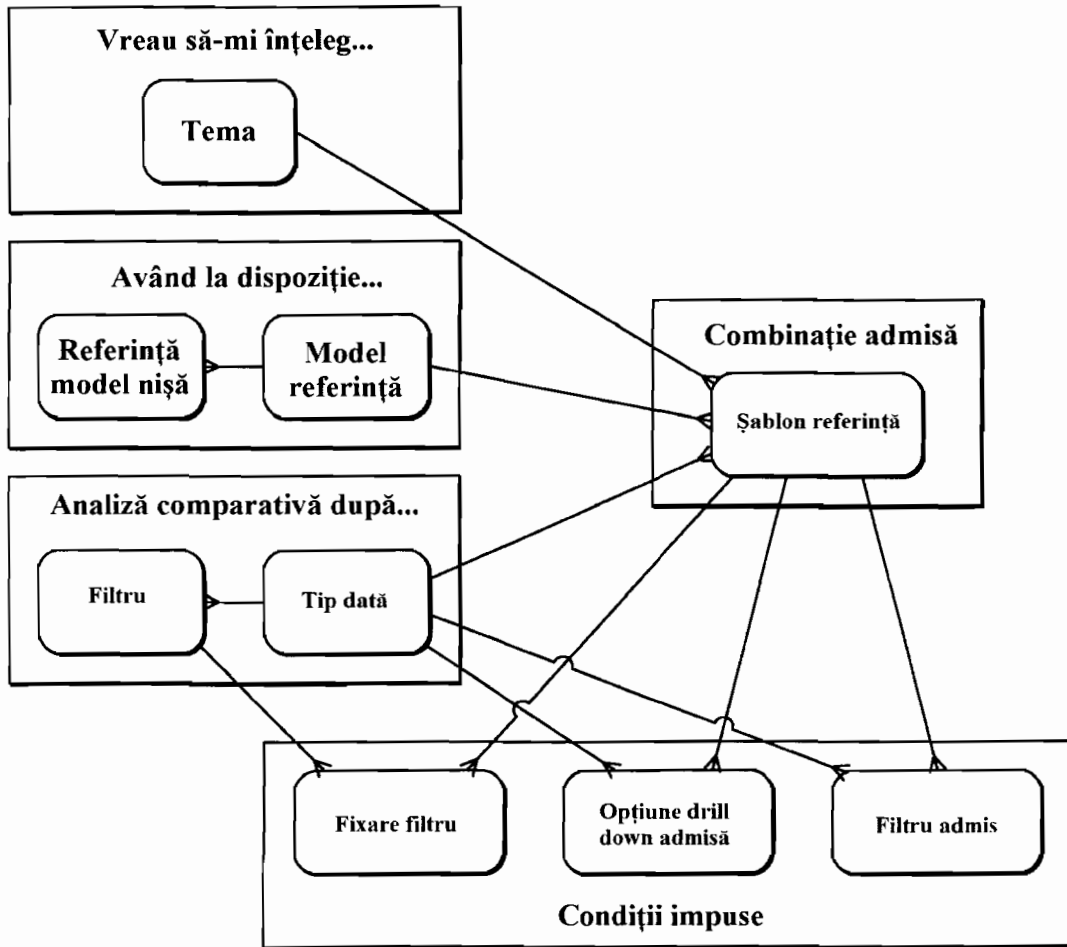 Vreau să-mi înțeleg...
Tema
Având la dispoziție...
Referință
model nișă
Model
referință
Combinație admisă
Șablon referință
Analiză comparativă după...
Filtru
Tip dată
Fixare filtru
Opțiune drill
down admisă
Filtru admis
Condiții impuse